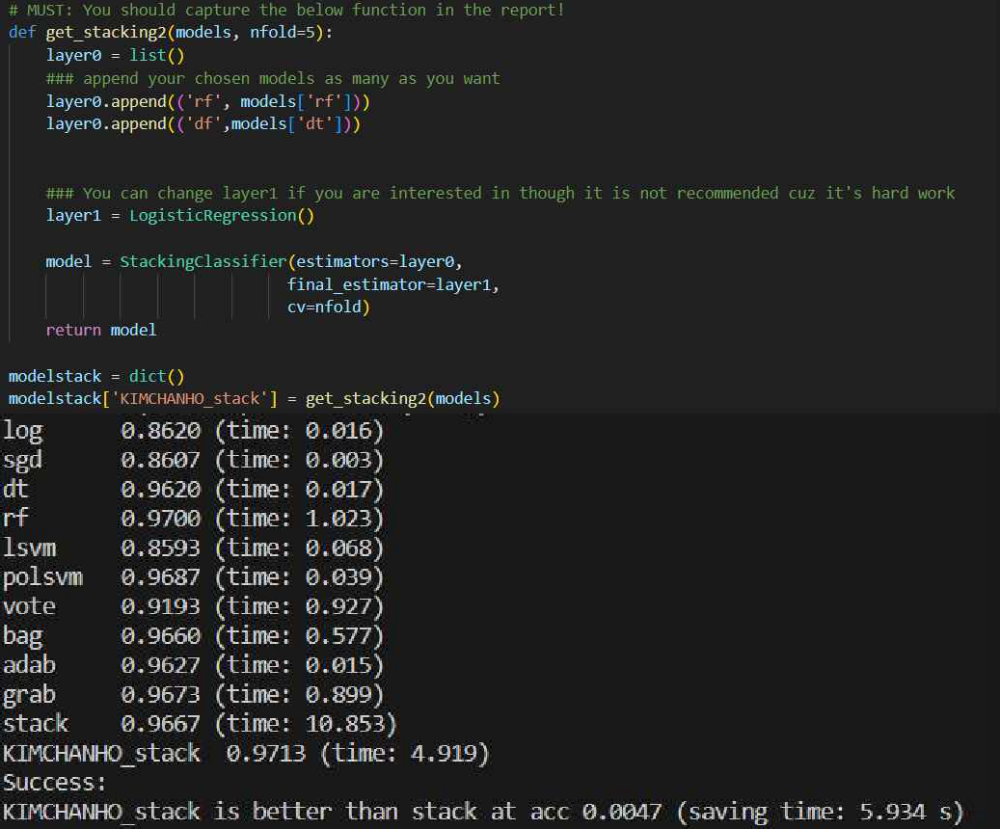 # MUST: You should capture the below function in the report!
def get_stacking2(models, nfold=5):
    layer0 = list()
    ### append your chosen models as many as you want
    layer0.append(('rf', models['rf']))
    layer0.append(('df',models['dt']))
    ### You can change layer1 if you are interested in though it is not recommended cuz it's hard work
    layer1 = LogisticRegression()
    model = StackingClassifier(estimators=layer0,
                              final_estimator=layer1,
                              cv=nfold)
    return model
modelstack = dict()
modelstack['KIMCHANHO_stack'] = get_stacking2(models)
log 0.8620 (time: 0.016)
sgd 0.8607 (time: 0.003)
dt 0.9620 (time: 0.017)
rf 0.9700 (time: 1.023)
lsvm 0.8593 (time: 0.068)
polsvm 0.9687 (time: 0.039)
vote 0.9193 (time: 0.927)
bag 0.9660 (time: 0.577)
adab 0.9627 (time: 0.015)
grab 0.9673 (time: 0.899)
stack 0.9667 (time: 10.853)
KIMCHANHO_stack 0.9713 (time: 4.919)
Success:
KIMCHANHO_stack is better than stack at acc 0.0047 (saving time: 5.934 s)